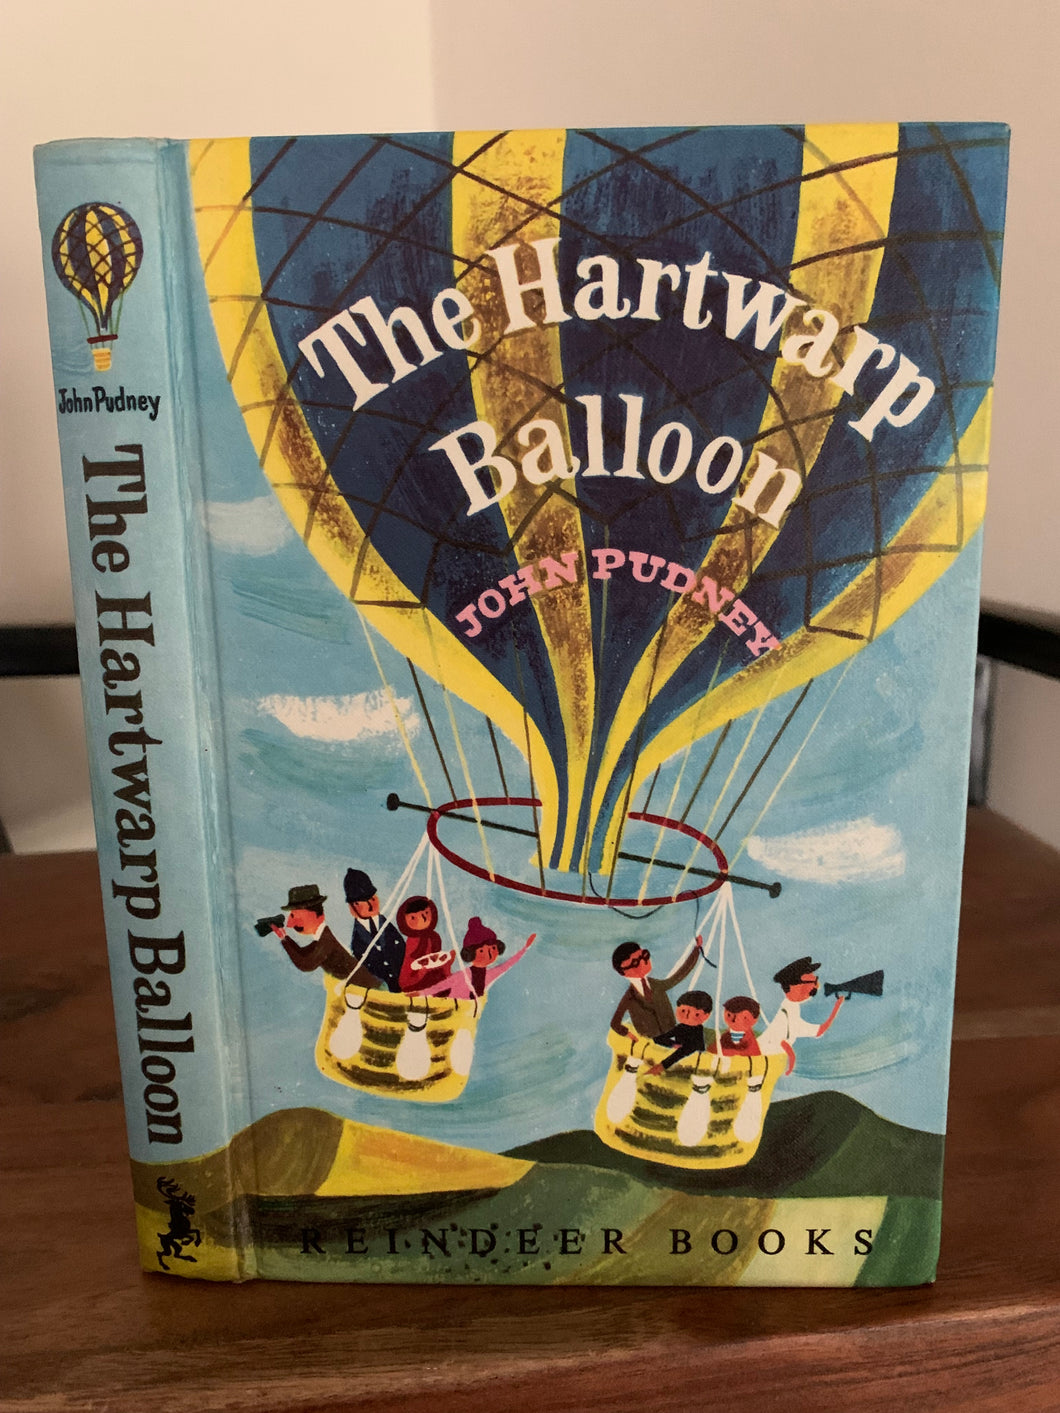 John Pudney
The Hartwarp Balloon
The Hartwarp
Balloon
JOHN PUDNEY
REINDEER BOOKS